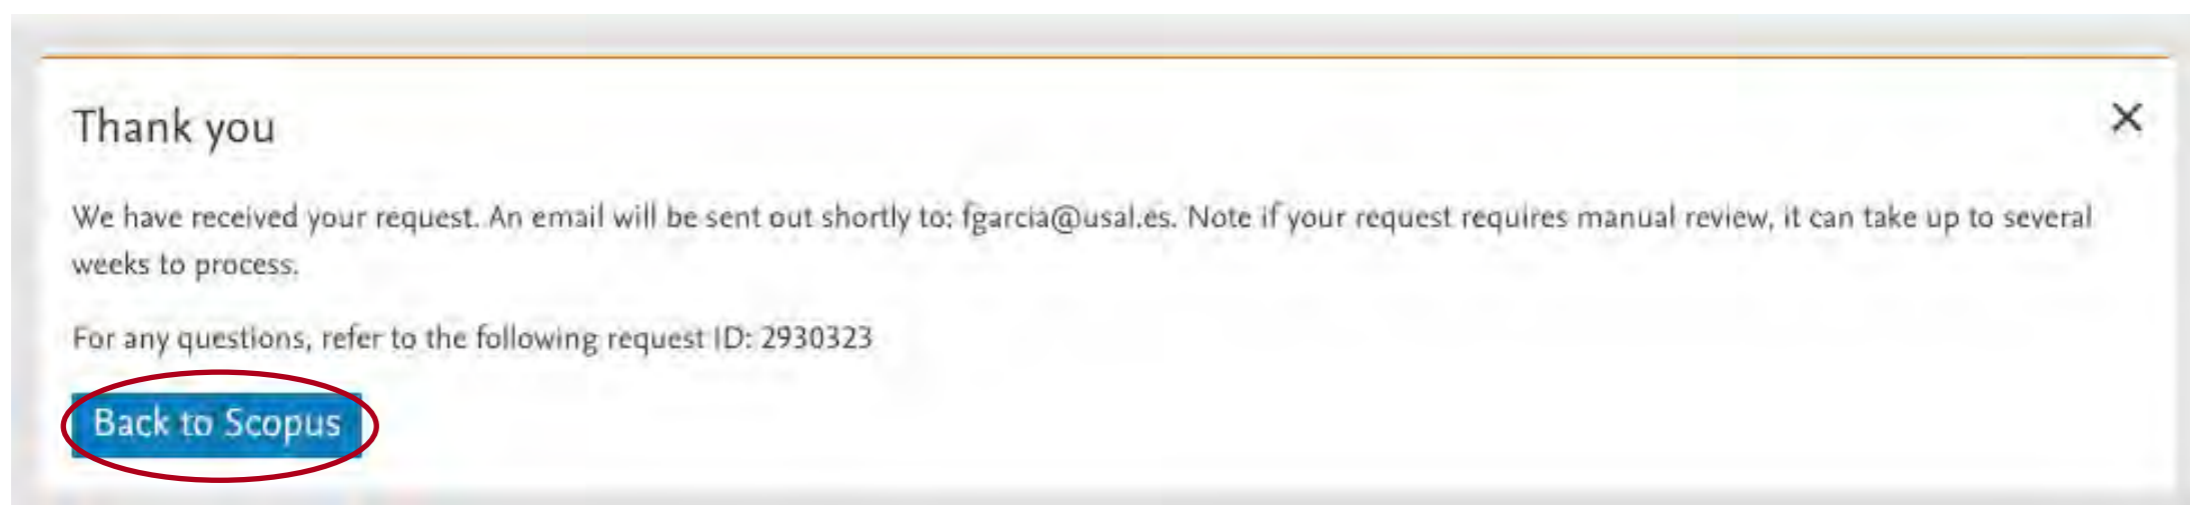 Thank you
We have received your request. An email will be sent out shortly to: fgarcia@usal.es. Note if your request requires manual review, it can take up to several
weeks to process.
For any questions, refer to the following request ID: 2930323
Back to Scopus